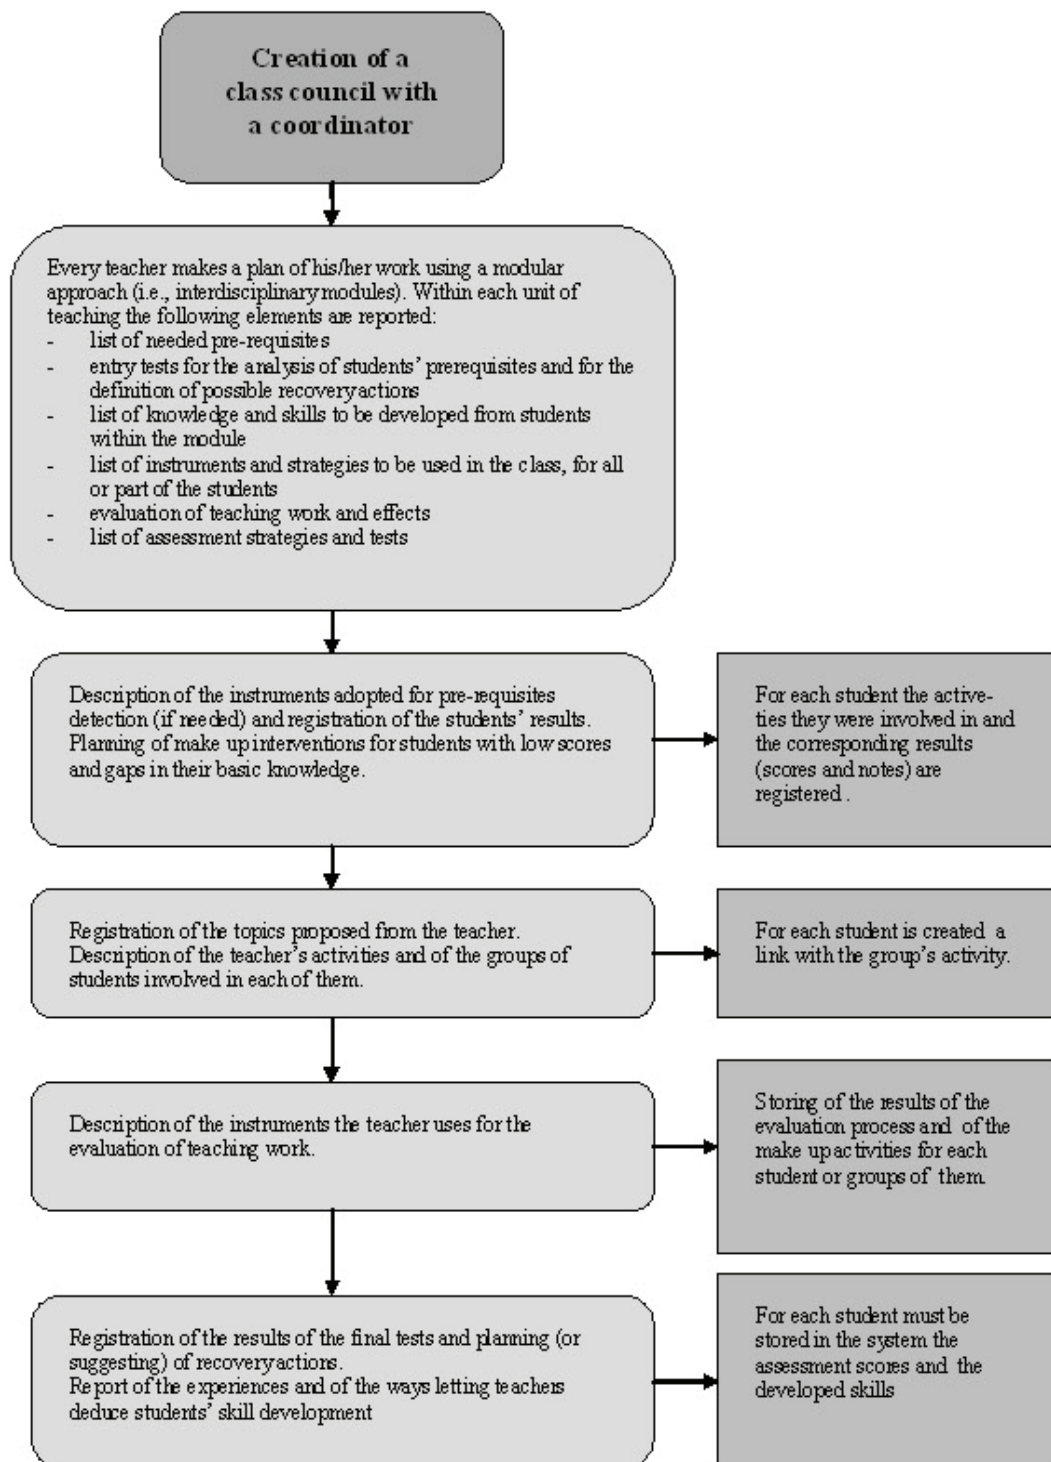 Creation of a
class council with
a coordinator
Every teacher makes a plan of his/her work using a modular
approach (i.e., interdisciplinary modules). Within each unit of
teaching the following elements are reported:
- list of needed pre-requisites
- entry tests for the analysis of students' prerequisites and for the
definition of possible recovery actions
- list of knowledge and skills to be developed from students
within the module
- list of instruments and strategies to be used in the class, for all
or part of the students
- evaluation of teaching work and effects
- list of assessment strategies and tests
Description of the instruments adopted for pre-requisites
detection (if needed) and registration of the students' results.
Planning of make up interventions for students with low scores
and gaps in their basic knowledge.
For each student the active-
ties they were involved in and
the corresponding results
(scores and notes) are
registered .
Registration of the topics proposed from the teacher.
Description of the teacher's activities and of the groups of
students involved in each of them.
For each student is created a
link with the group's activity.
Description of the instruments the teacher uses for the
evaluation of teaching work.
Storing of the results of the
evaluation process and of the
make up activities for each
student or groups of them.
Registration of the results of the final tests and planning (or
suggesting) of recovery actions.
Report of the experiences and of the ways letting teachers
deduce students' skill development
For each student must be
stored in the system the
assessment scores and the
developed skills